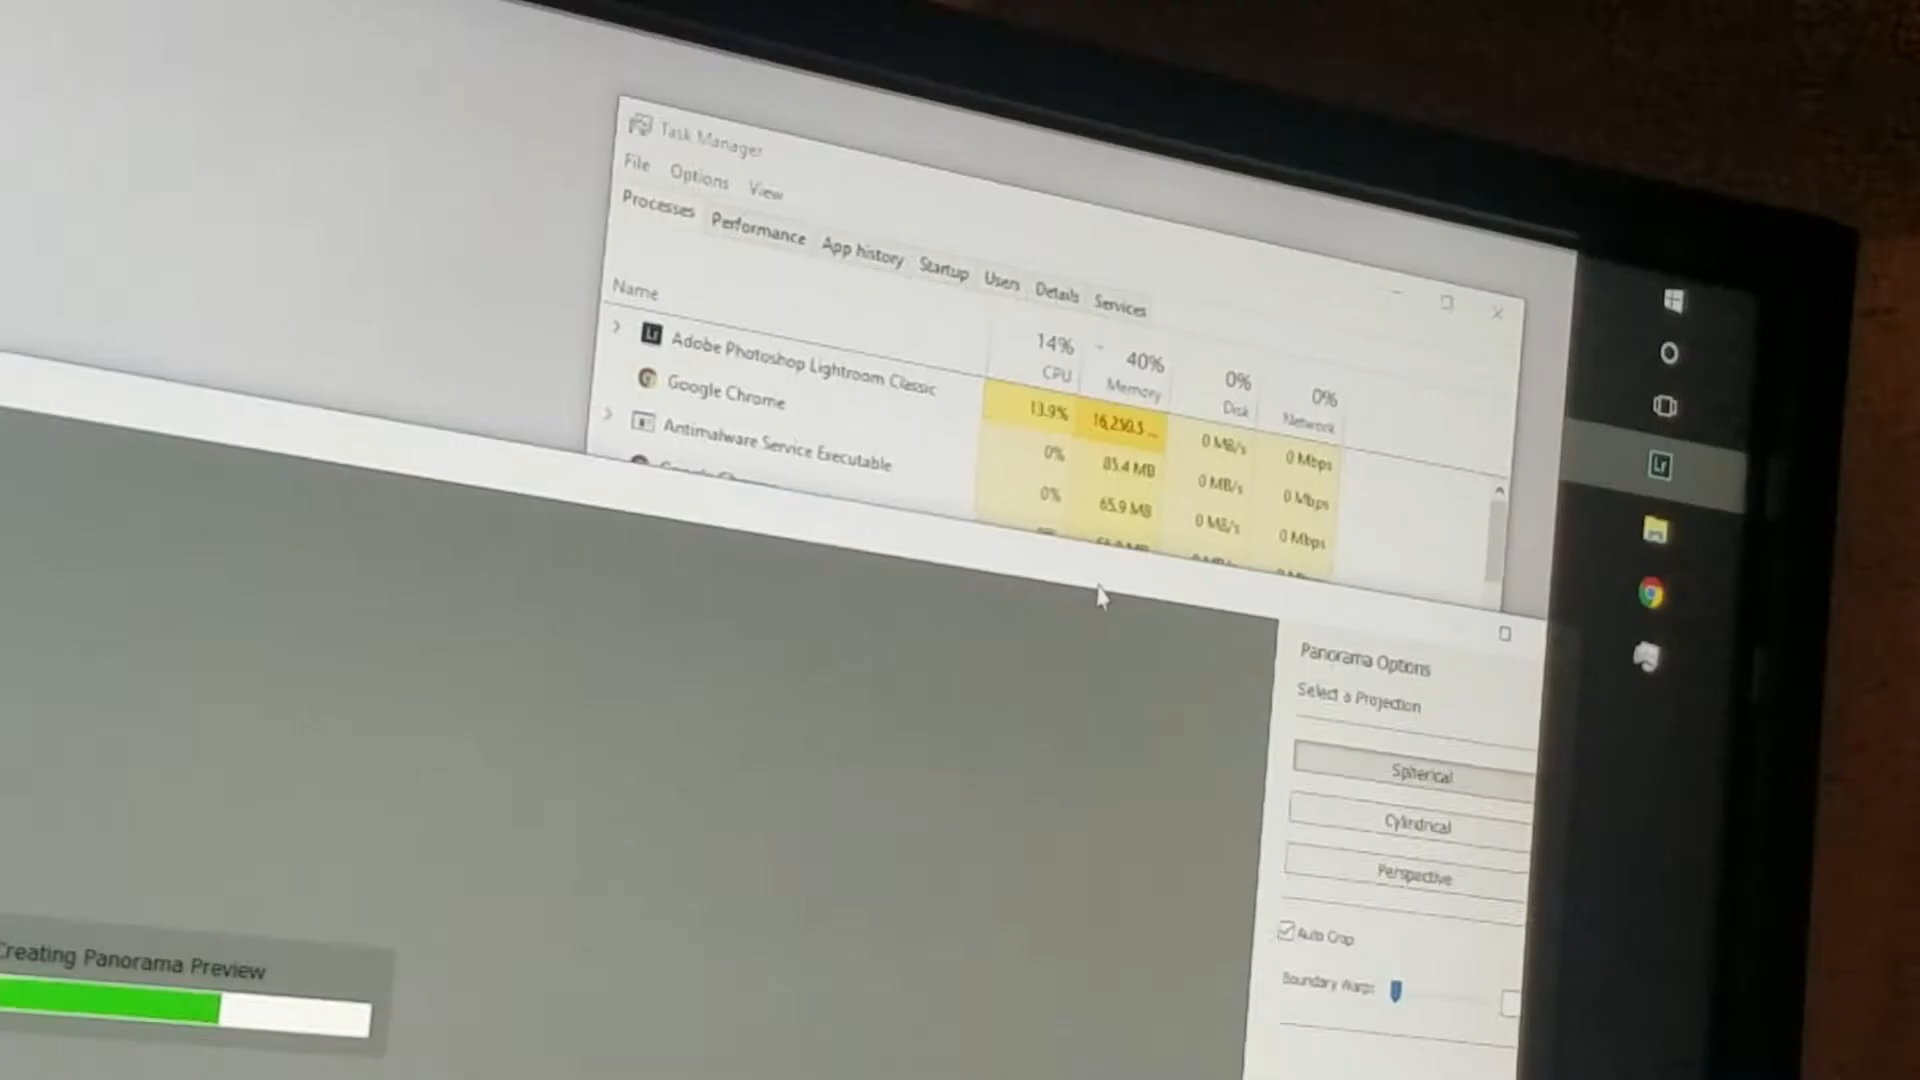 Task Manager
File Options View
Processes Performance App history Startup Users Details Services
14% 40% 0% 0%
Name CPU Memory Disk Network
Adobe Photoshop Lightroom Classic 13.9% 16,250.5 ... 0 MB/s 0 Mbps
Google Chrome 0% 85.4 MB 0 MB/s 0 Mbps
Antimalware Service Executable 0% 65.9 MB 0 MB/s 0 Mbps
Panorama Options
Select a Projection
Spherical
Cylindrical
Perspective
Auto Crop
Boundary Warp:
Creating Panorama Preview
Lr
Lr